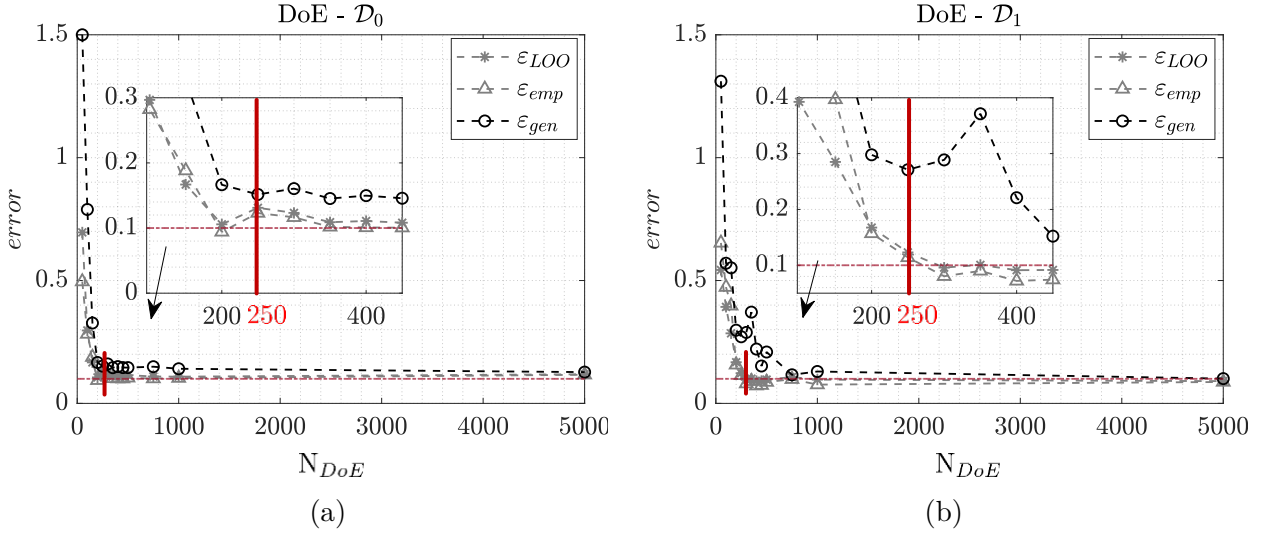 DoE - 𝒟₀
error
1.5
1
0.5
0
0 1000 2000 3000 4000 5000
N_DoE
ε_LOO
ε_emp
ε_gen
0.3
0.2
0.1
0
200 250 400
(a)
DoE - 𝒟₁
error
1.5
1
0.5
0
0 1000 2000 3000 4000 5000
N_DoE
ε_LOO
ε_emp
ε_gen
0.4
0.3
0.2
0.1
200 250 400
(b)